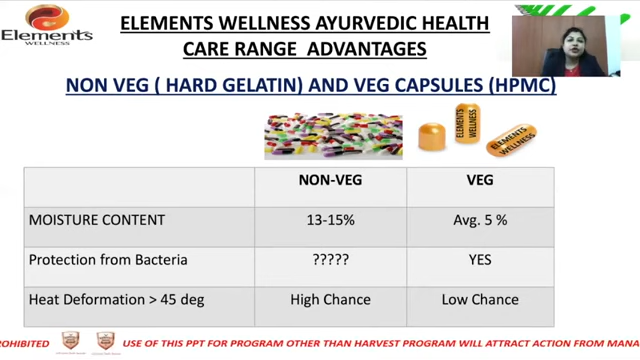 Elements
WELLNESS
ELEMENTS WELLNESS AYURVEDIC HEALTH
CARE RANGE ADVANTAGES
NON VEG ( HARD GELATIN) AND VEG CAPSULES (HPMC)
ELEMENTS
WELLNESS
ELEMENTS
WELLNESS
NON-VEG VEG
MOISTURE CONTENT 13-15% Avg. 5 %
Protection from Bacteria ????? YES
Heat Deformation > 45 deg High Chance Low Chance
ROHIBITED USE OF THIS PPT FOR PROGRAM OTHER THAN HARVEST PROGRAM WILL ATTRACT ACTION FROM MANA